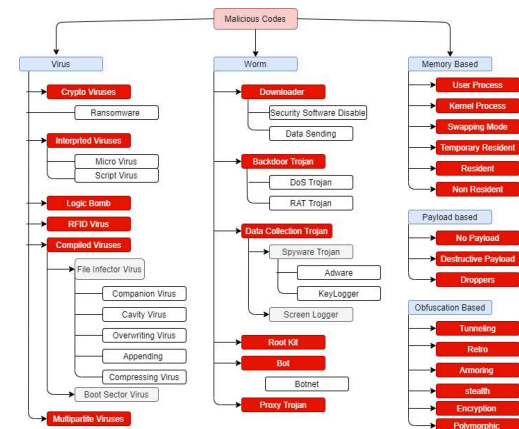 Malicious Codes
Virus
Crypto Viruses
Ransomware
Interprted Viruses
Micro Virus
Script Virus
Logic Bomb
RFID Virus
Compiled Viruses
File Infector Virus
Companion Virus
Cavity Virus
Overwriting Virus
Appending
Compressing Virus
Boot Sector Virus
Multipartite Viruses
Worm
Downloader
Security Software Disable
Data Sending
Backdoor Trojan
DoS Trojan
RAT Trojan
Data Collection Trojan
Spyware Trojan
Adware
KeyLogger
Screen Logger
Root Kit
Bot
Botnet
Proxy Trojan
Memory Based
User Process
Kernel Process
Swapping Mode
Temporary Resident
Resident
Non Resident
Payload based
No Payload
Destructive Payload
Droppers
Obfuscation Based
Tunneling
Retro
Armoring
stealth
Encryption
Polymorphic